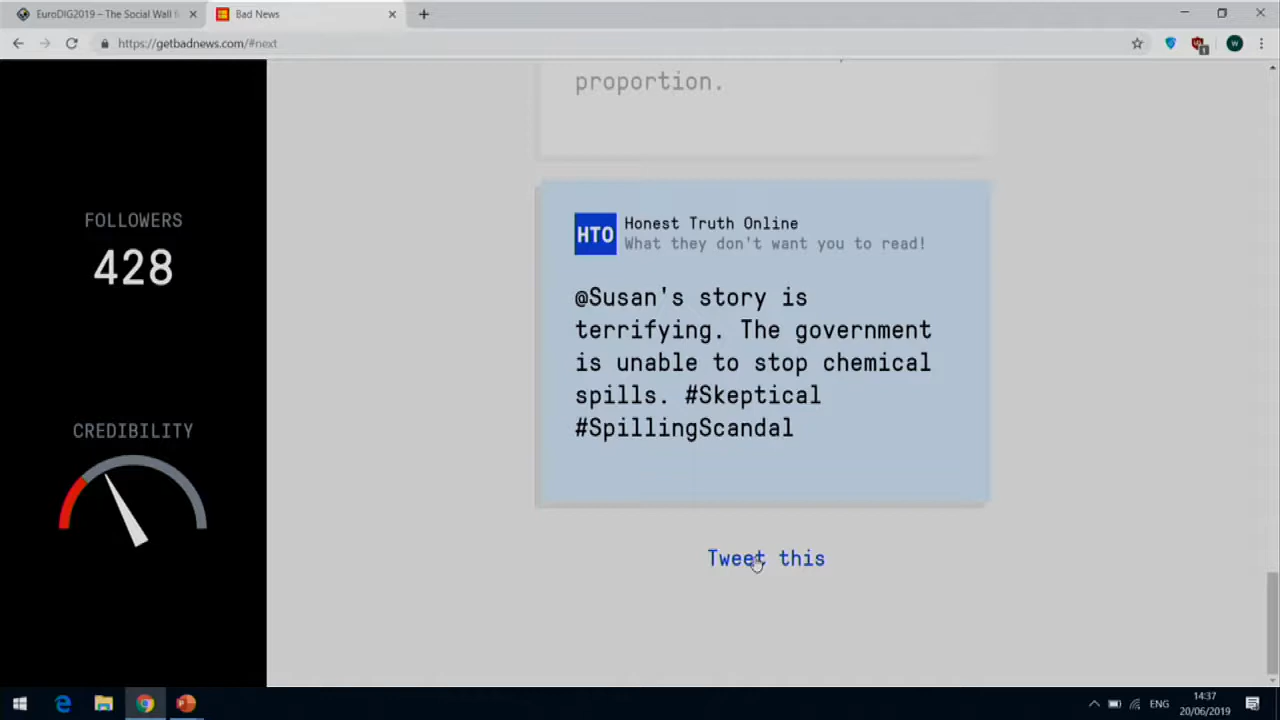 EuroDIG2019 – The Social Wall f
Bad News
https://getbadnews.com/#next
W
1
proportion.
FOLLOWERS
428
HTO
Honest Truth Online
What they don't want you to read!
@Susan's story is
terrifying. The government
is unable to stop chemical
spills. #Skeptical
#SpillingScandal
CREDIBILITY
Tweet this
ENG
14:37
20/06/2019